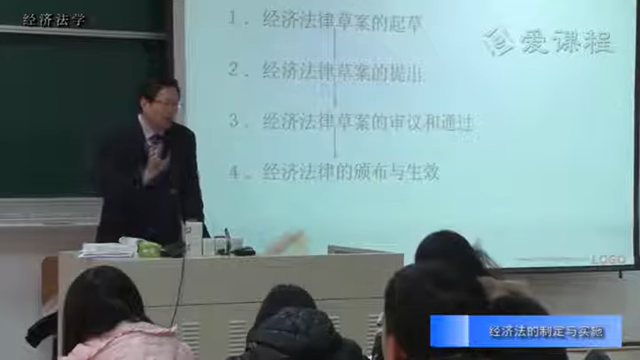 经济法学
1．经济法律草案的起草
爱课程
2．经济法律草案的提出
3．经济法律草案的审议和通过
4．经济法律的颁布与生效
LOGO
经济法的制定与实施